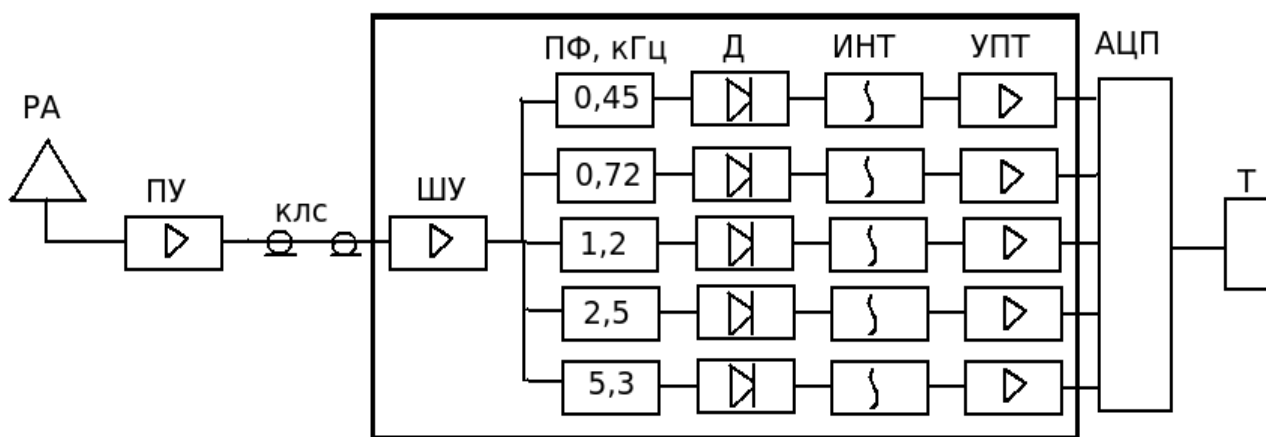 ПФ, кГц Д ИНТ УПТ АЦП
РА
0,45
0,72
ПУ
ШУ
Т
клс
1,2
2,5
5,3